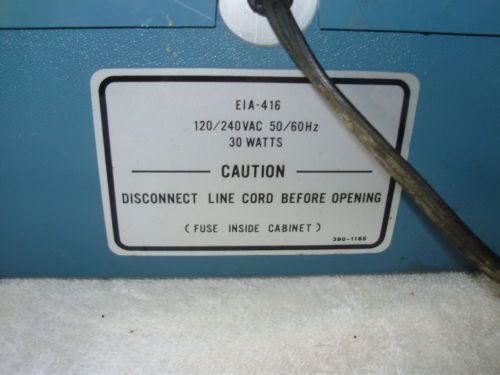 EIA-416
120/240VAC 50/60Hz
30 WATTS
CAUTION
DISCONNECT LINE CORD BEFORE OPENING
(FUSE INSIDE CABINET)
390-1185